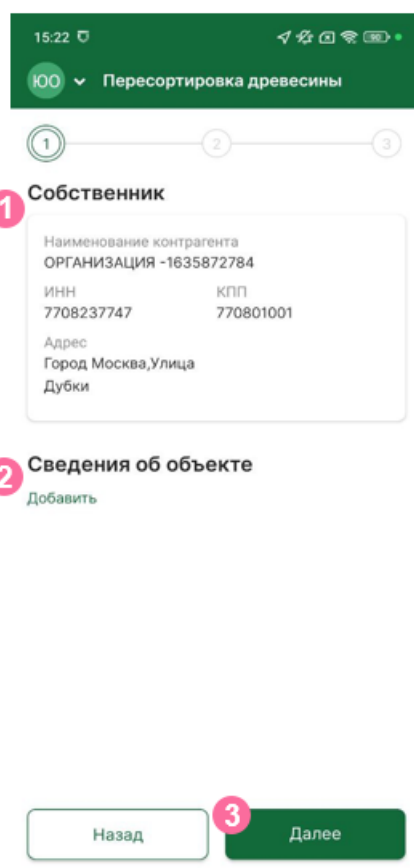 15:22
90
ЮО Пересортировка древесины
1 2 3
1
Собственник
Наименование контрагента
ОРГАНИЗАЦИЯ -1635872784
ИНН КПП
7708237747 770801001
Адрес
Город Москва,Улица
Дубки
2
Сведения об объекте
Добавить
3
Назад Далее